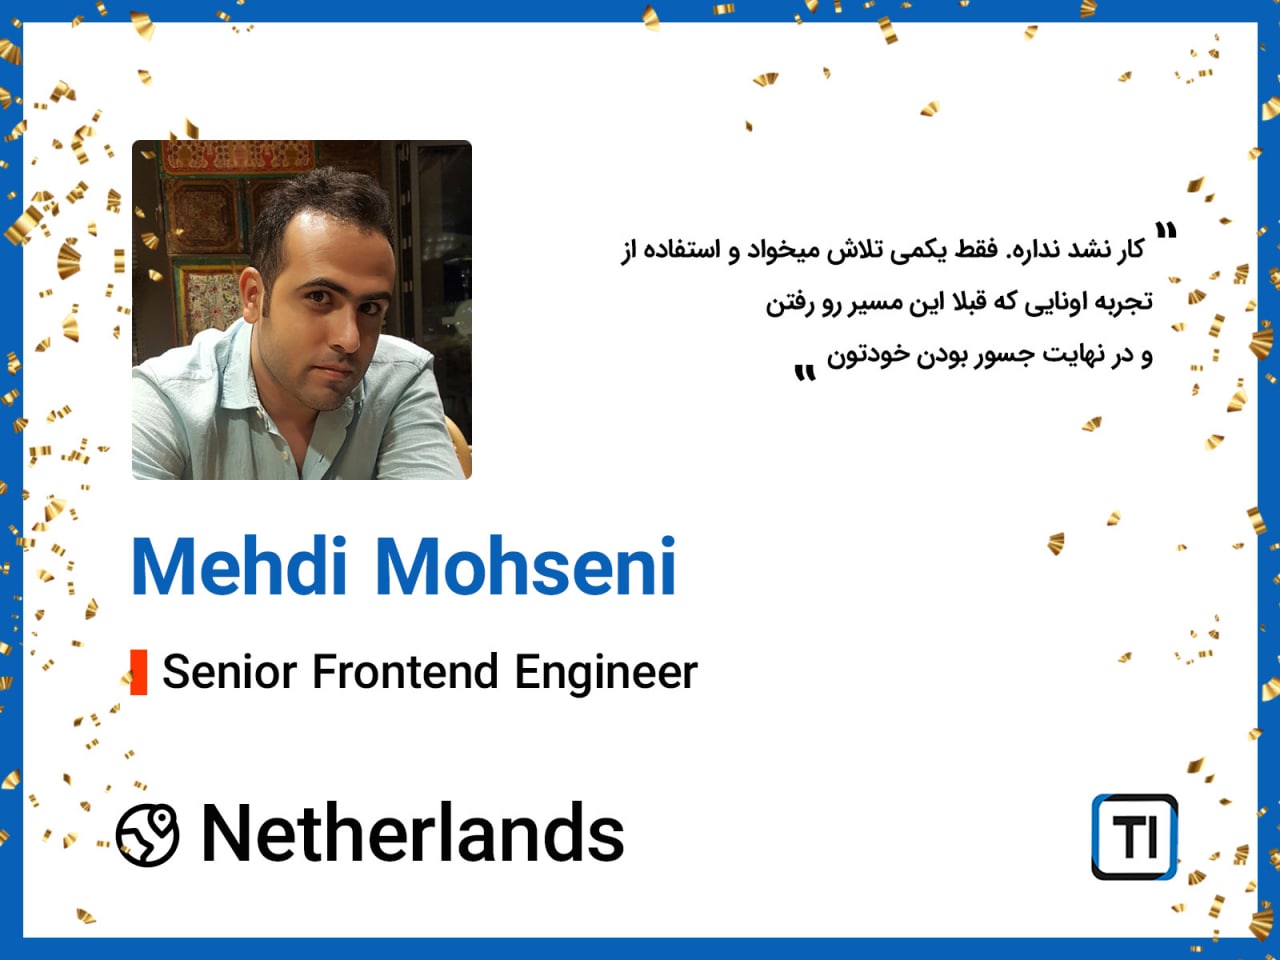 " کار نشد نداره. فقط یکمی تلاش میخواد و استفاده از
تجربه اونایی که قبلا این مسیر رو رفتن
و در نهایت جسور بودن خودتون "
Mehdi Mohseni
Senior Frontend Engineer
Netherlands
TI